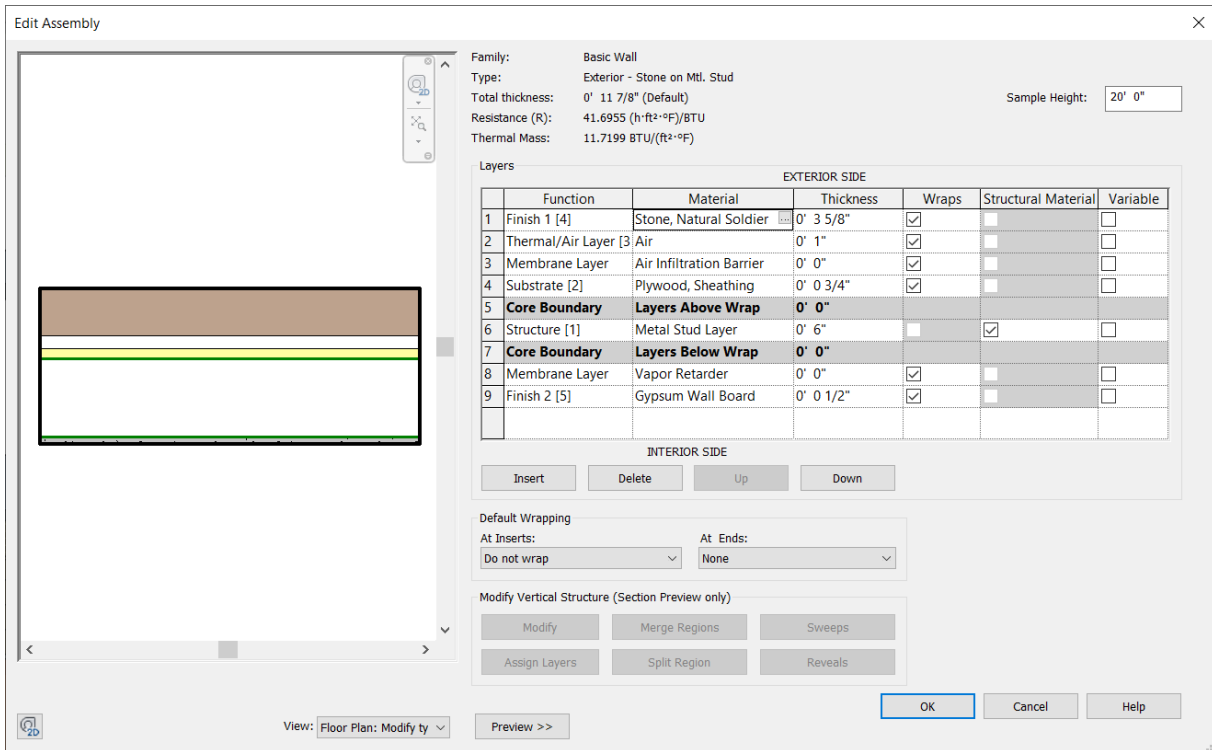 Edit Assembly
Family: Basic Wall
Type: Exterior - Stone on Mtl. Stud
Total thickness: 0' 11 7/8" (Default)
Sample Height: 20' 0"
Resistance (R): 41.6955 (h·ft²·ºF)/BTU
Thermal Mass: 11.7199 BTU/(ft²·ºF)
Layers
EXTERIOR SIDE
Function Material Thickness Wraps Structural Material Variable
1 Finish 1 [4] Stone, Natural Soldier ... 0' 3 5/8"
2 Thermal/Air Layer [3 Air 0' 1"
3 Membrane Layer Air Infiltration Barrier 0' 0"
4 Substrate [2] Plywood, Sheathing 0' 0 3/4"
5 Core Boundary Layers Above Wrap 0' 0"
6 Structure [1] Metal Stud Layer 0' 6"
7 Core Boundary Layers Below Wrap 0' 0"
8 Membrane Layer Vapor Retarder 0' 0"
9 Finish 2 [5] Gypsum Wall Board 0' 0 1/2"
INTERIOR SIDE
Insert Delete Up Down
Default Wrapping
At Inserts: At Ends:
Do not wrap None
Modify Vertical Structure (Section Preview only)
Modify Merge Regions Sweeps
Assign Layers Split Region Reveals
OK Cancel Help
2D View: Floor Plan: Modify ty Preview >>
2D